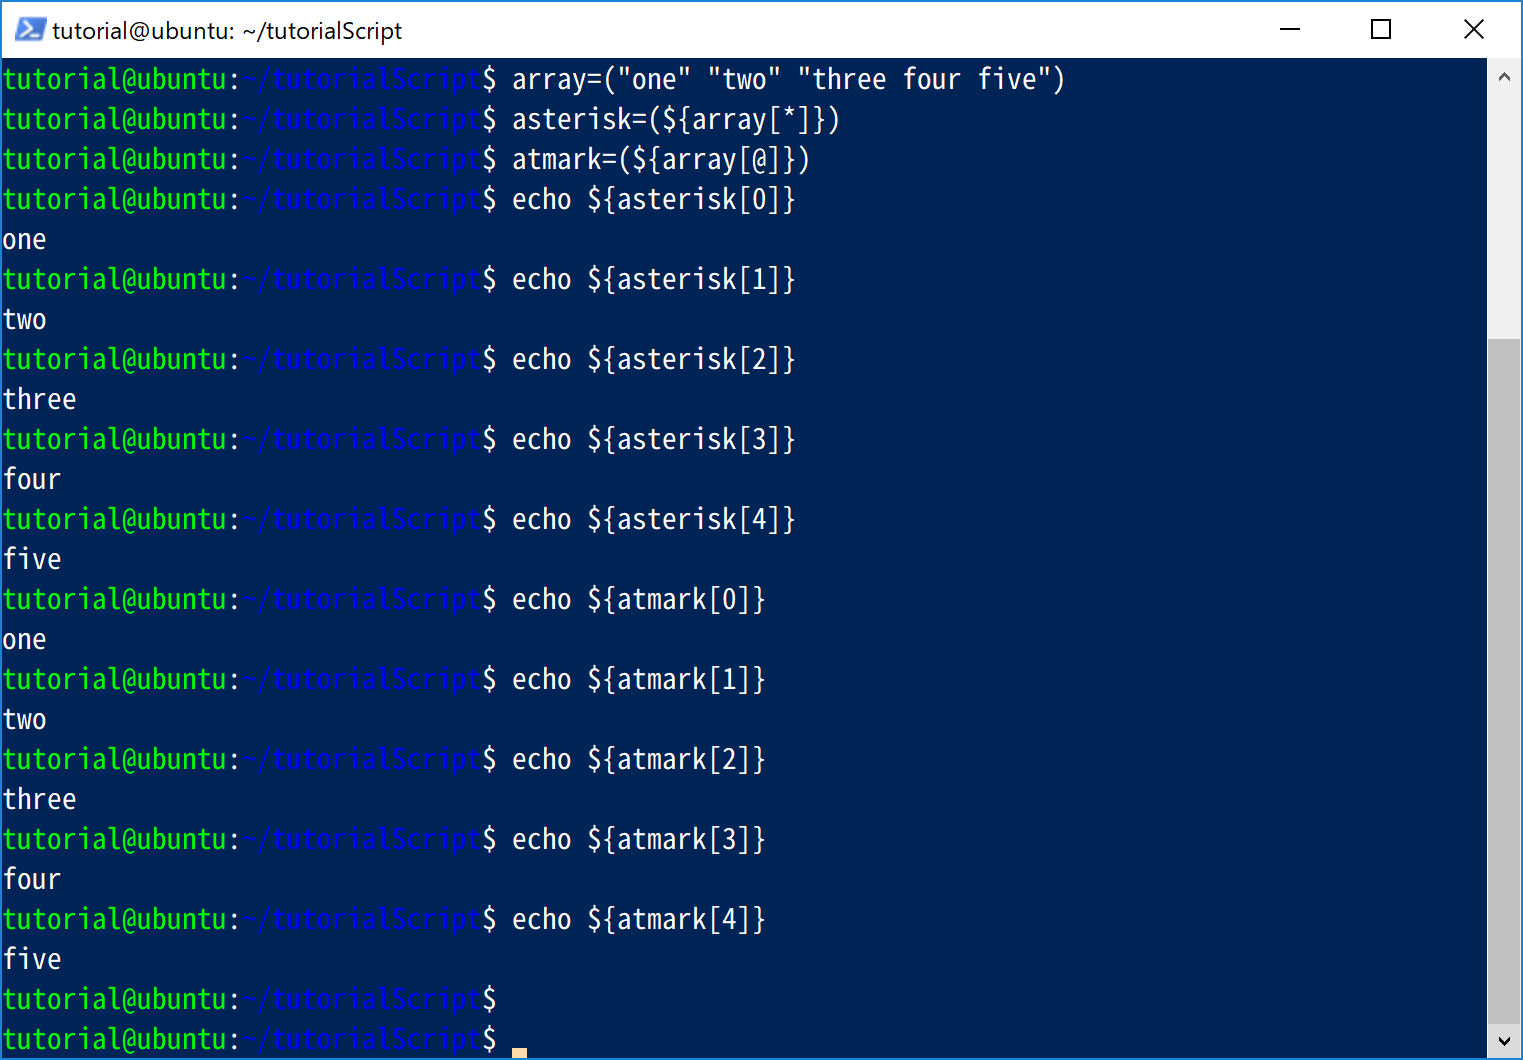 tutorial@ubuntu: ~/tutorialScript
tutorial@ubuntu:~/tutorialScript$ array=("one" "two" "three four five")
tutorial@ubuntu:~/tutorialScript$ asterisk=(${array[*]})
tutorial@ubuntu:~/tutorialScript$ atmark=(${array[@]})
tutorial@ubuntu:~/tutorialScript$ echo ${asterisk[0]}
one
tutorial@ubuntu:~/tutorialScript$ echo ${asterisk[1]}
two
tutorial@ubuntu:~/tutorialScript$ echo ${asterisk[2]}
three
tutorial@ubuntu:~/tutorialScript$ echo ${asterisk[3]}
four
tutorial@ubuntu:~/tutorialScript$ echo ${asterisk[4]}
five
tutorial@ubuntu:~/tutorialScript$ echo ${atmark[0]}
one
tutorial@ubuntu:~/tutorialScript$ echo ${atmark[1]}
two
tutorial@ubuntu:~/tutorialScript$ echo ${atmark[2]}
three
tutorial@ubuntu:~/tutorialScript$ echo ${atmark[3]}
four
tutorial@ubuntu:~/tutorialScript$ echo ${atmark[4]}
five
tutorial@ubuntu:~/tutorialScript$
tutorial@ubuntu:~/tutorialScript$